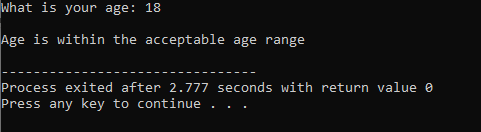 What is your age: 18
Age is within the acceptable age range
--------------------------------
Process exited after 2.777 seconds with return value 0
Press any key to continue . . .